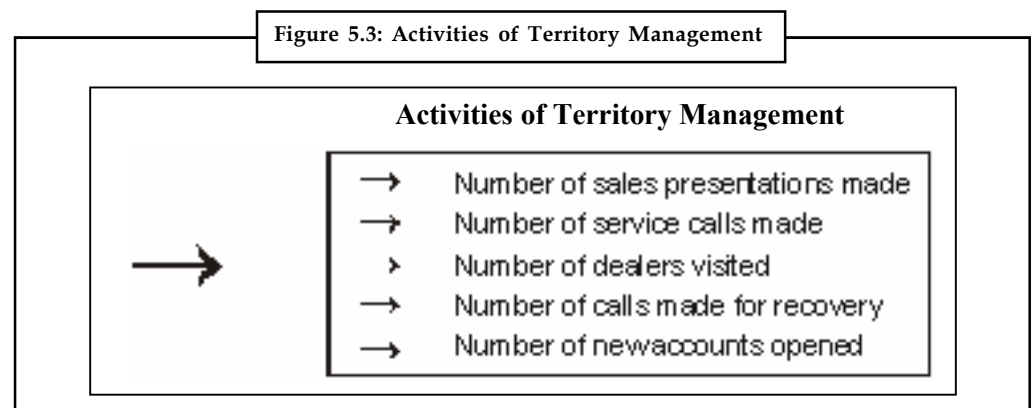 Figure 5.3: Activities of Territory Management
Activities of Territory Management
Number of sales presentations made
Number of service calls made
Number of dealers visited
Number of calls made for recovery
Number of newaccounts opened